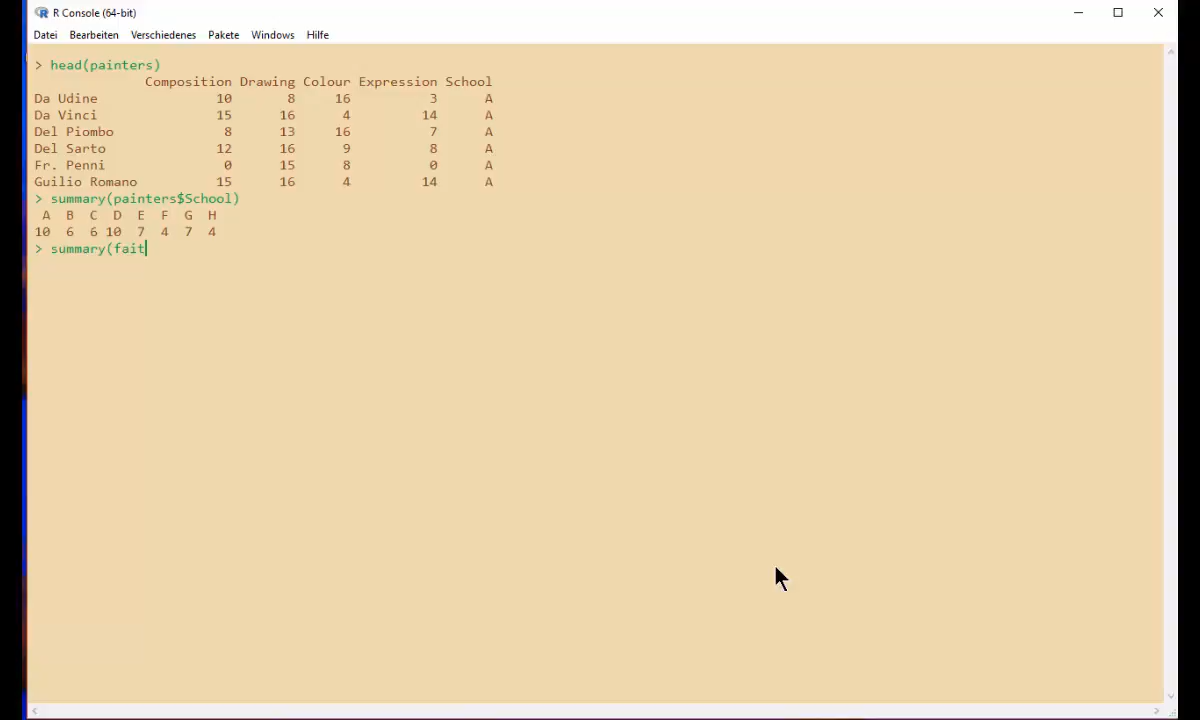 R Console (64-bit)
Datei Bearbeiten Verschiedenes Pakete Windows Hilfe
> head(painters)
              Composition Drawing Colour Expression School
Da Udine               10       8     16          3      A
Da Vinci               15      16      4         14      A
Del Piombo              8      13     16          7      A
Del Sarto              12      16      9          8      A
Fr. Penni               0      15      8          0      A
Guilio Romano          15      16      4         14      A
> summary(painters$School)
 A  B  C  D  E  F  G  H
10  6  6 10  7  4  7  4
> summary(fait